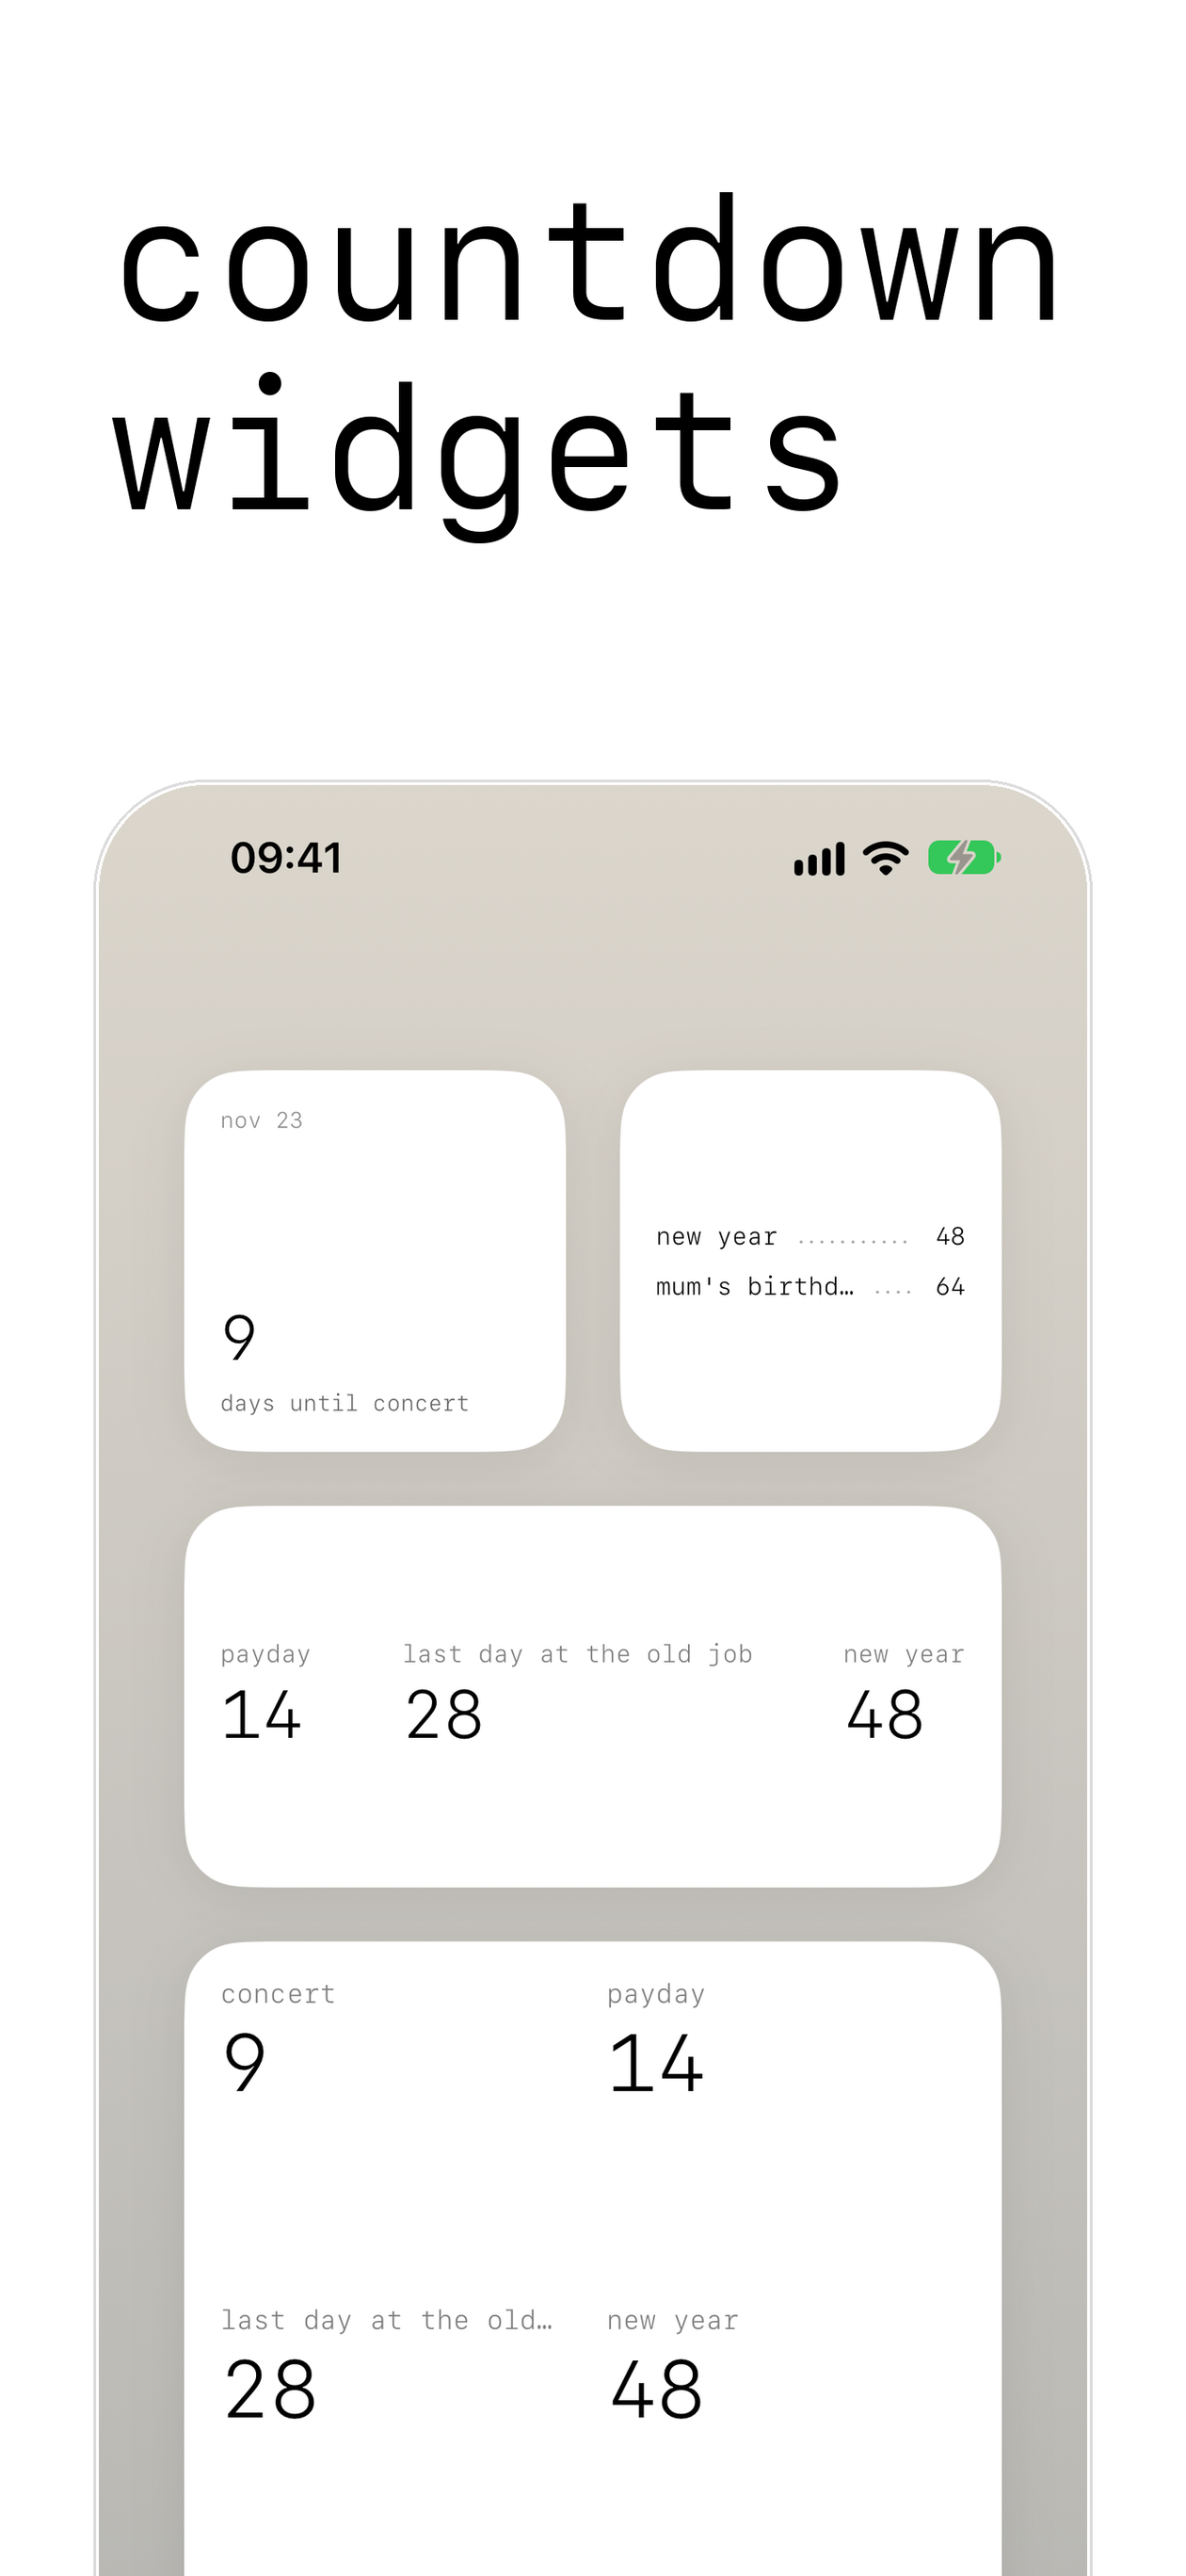 countdown
widgets
09:41
nov 23
9
days until concert
new year ........... 48
mum's birthd… .... 64
payday last day at the old job new year
14 28 48
concert payday
9 14
last day at the old… new year
28 48